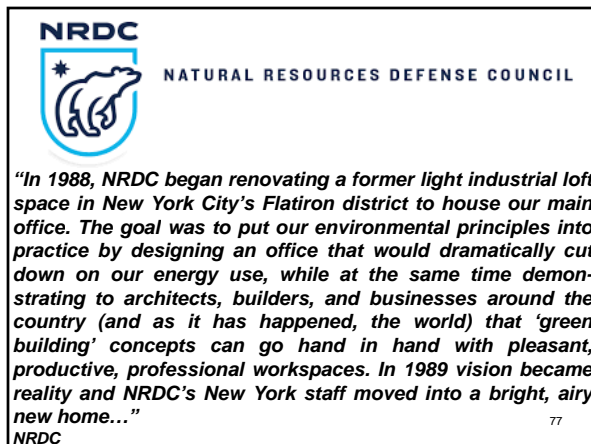 NRDC
NATURAL RESOURCES DEFENSE COUNCIL
“In 1988, NRDC began renovating a former light industrial loft
space in New York City’s Flatiron district to house our main
office. The goal was to put our environmental principles into
practice by designing an office that would dramatically cut
down on our energy use, while at the same time demon-
strating to architects, builders, and businesses around the
country (and as it has happened, the world) that ‘green
building’ concepts can go hand in hand with pleasant,
productive, professional workspaces. In 1989 vision became
reality and NRDC’s New York staff moved into a bright, airy
new home…”
77
NRDC